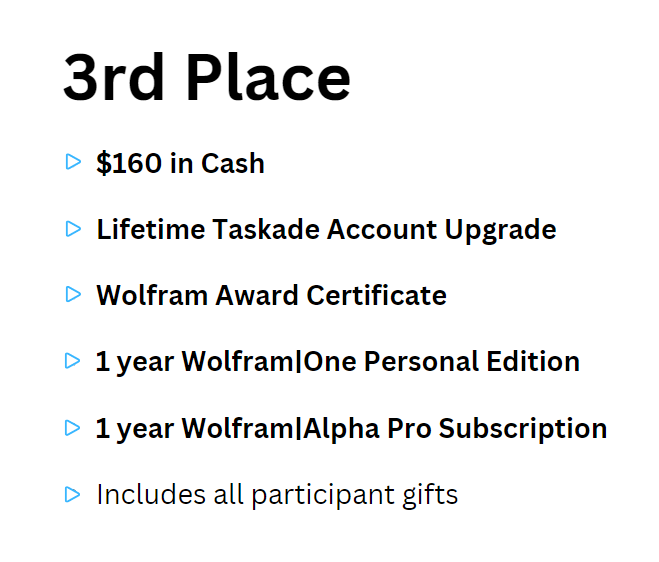 3rd Place
$160 in Cash
Lifetime Taskade Account Upgrade
Wolfram Award Certificate
1 year Wolfram|One Personal Edition
1 year Wolfram|Alpha Pro Subscription
Includes all participant gifts